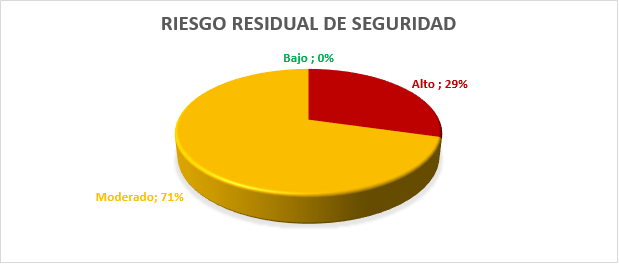 RIESGO RESIDUAL DE SEGURIDAD
Bajo ; 0%
Alto ; 29%
Moderado; 71%